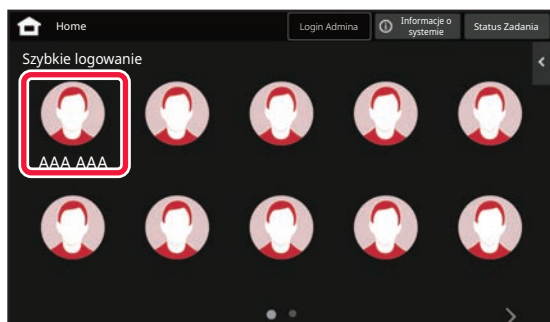 Home
Login Admina
Informacje o
systemie
Status Zadania
Szybkie logowanie
AAA AAA